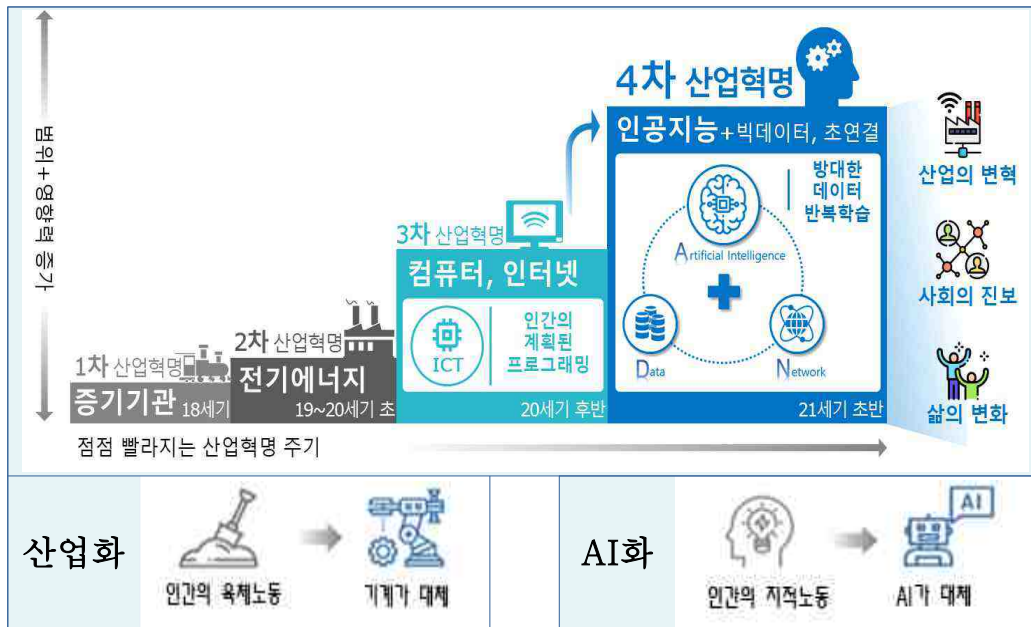 범위+영향력 증가
1차 산업혁명
증기기관 18세기
2차 산업혁명
전기에너지
19~20세기 초
3차 산업혁명
컴퓨터, 인터넷
ICT
인간의
계획된
프로그래밍
20세기 후반
4차 산업혁명
인공지능+빅데이터, 초연결
방대한
데이터
반복학습
Artificial Intelligence
Data
Network
21세기 초반
산업의 변혁
사회의 진보
삶의 변화
점점 빨라지는 산업혁명 주기
산업화
인간의 육체노동
기계가 대체
AI화
인간의 지적노동
AI
AI가 대체